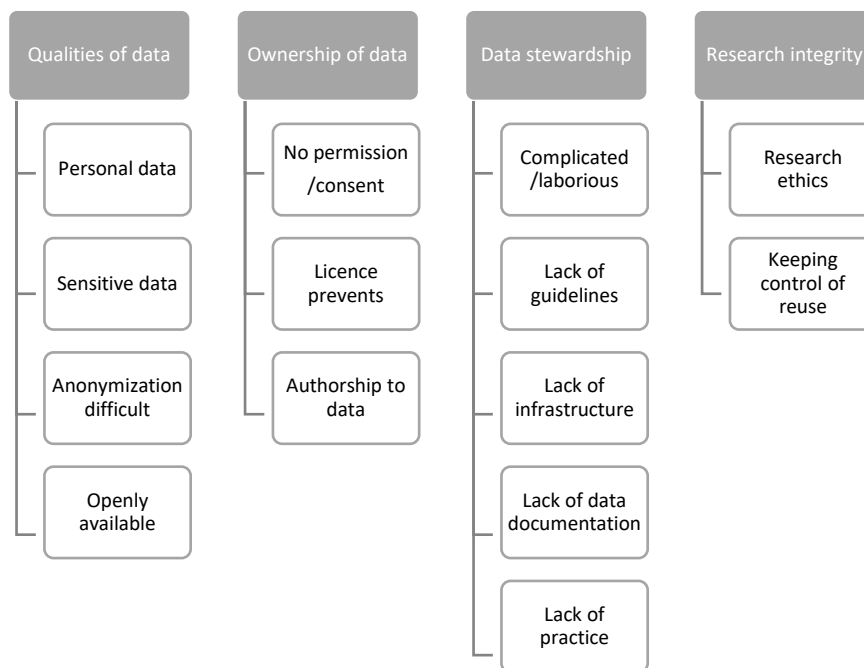 Qualities of data
Personal data
Sensitive data
Anonymization
difficult
Openly
available
Ownership of data
No permission
/consent
Licence
prevents
Authorship to
data
Data stewardship
Complicated
/laborious
Lack of
guidelines
Lack of
infrastructure
Lack of data
documentation
Lack of
practice
Research integrity
Research
ethics
Keeping
control of
reuse